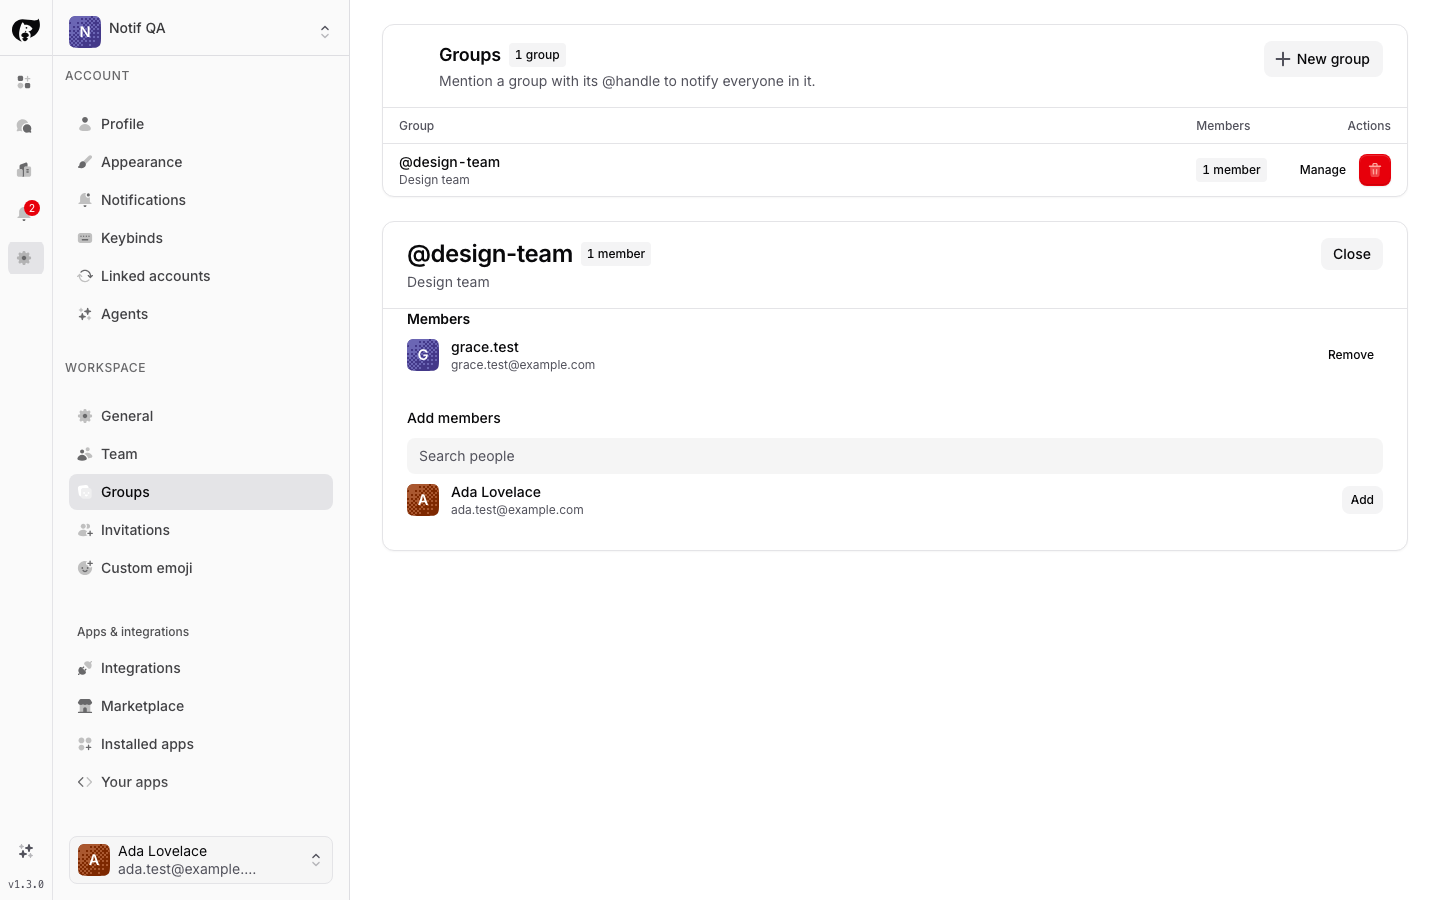 N
Notif QA
ACCOUNT
Profile
Appearance
Notifications
Keybinds
Linked accounts
Agents
WORKSPACE
General
Team
Groups
Invitations
Custom emoji
Apps & integrations
Integrations
Marketplace
Installed apps
Your apps
A
Ada Lovelace
ada.test@example....
2
v1.3.0
Groups 1 group
Mention a group with its @handle to notify everyone in it.
New group
Group Members Actions
@design-team
Design team
1 member Manage
@design-team 1 member
Design team
Close
Members
G
grace.test
grace.test@example.com
Remove
Add members
Search people
A
Ada Lovelace
ada.test@example.com
Add